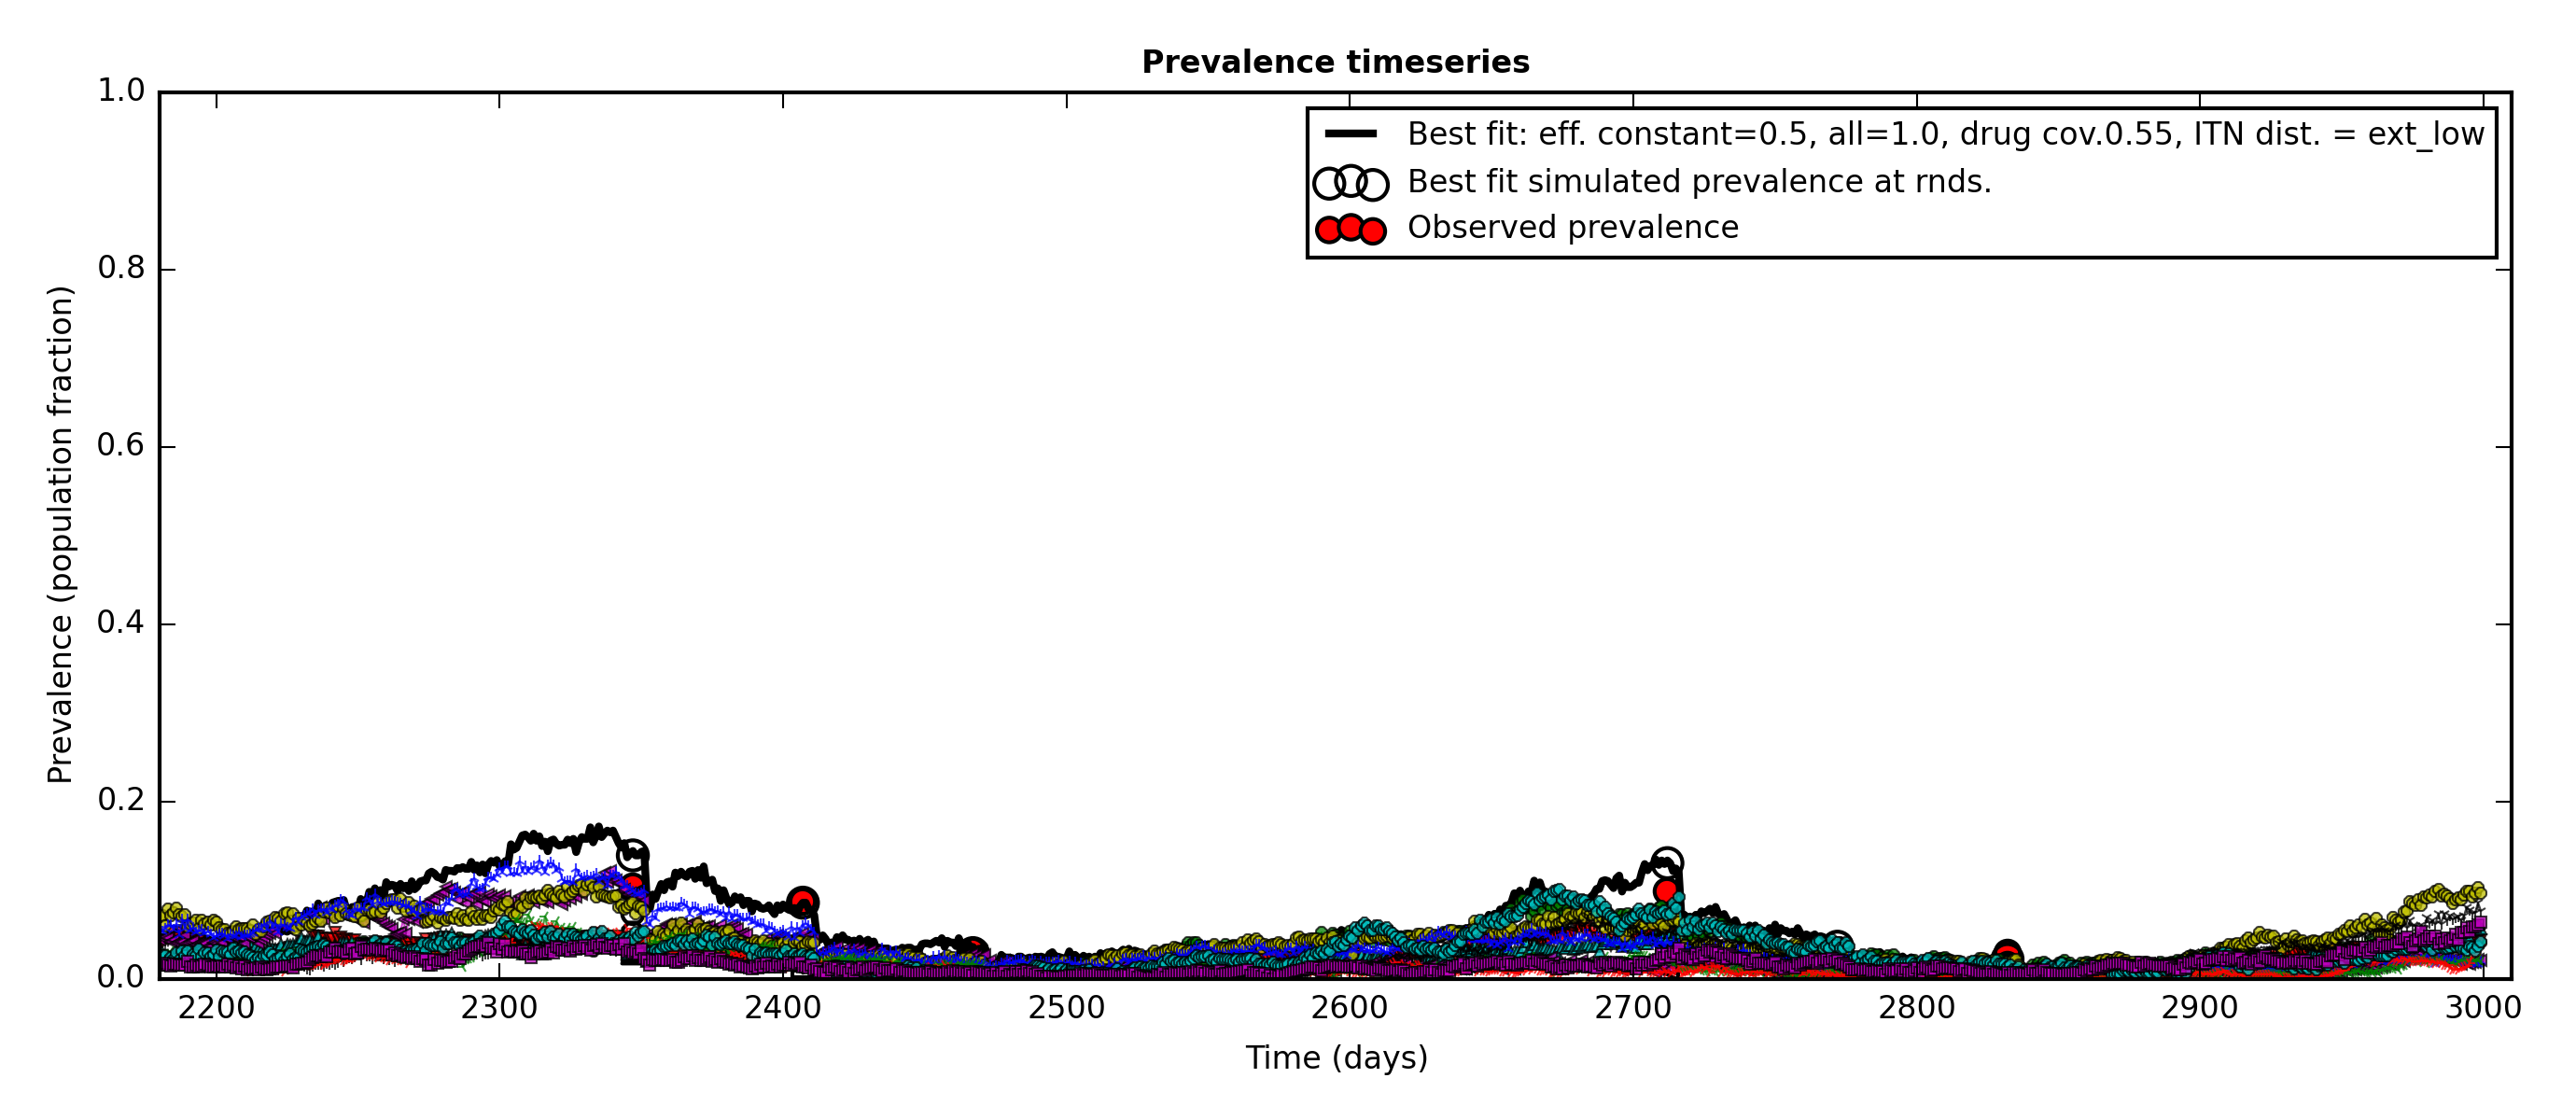 Prevalence timeseries
1.0
0.8
0.6
0.4
0.2
0.0
Prevalence (population fraction)
Best fit: eff. constant=0.5, all=1.0, drug cov.0.55, ITN dist. = ext_low
Best fit simulated prevalence at rnds.
Observed prevalence
2200 2300 2400 2500 2600 2700 2800 2900 3000
Time (days)